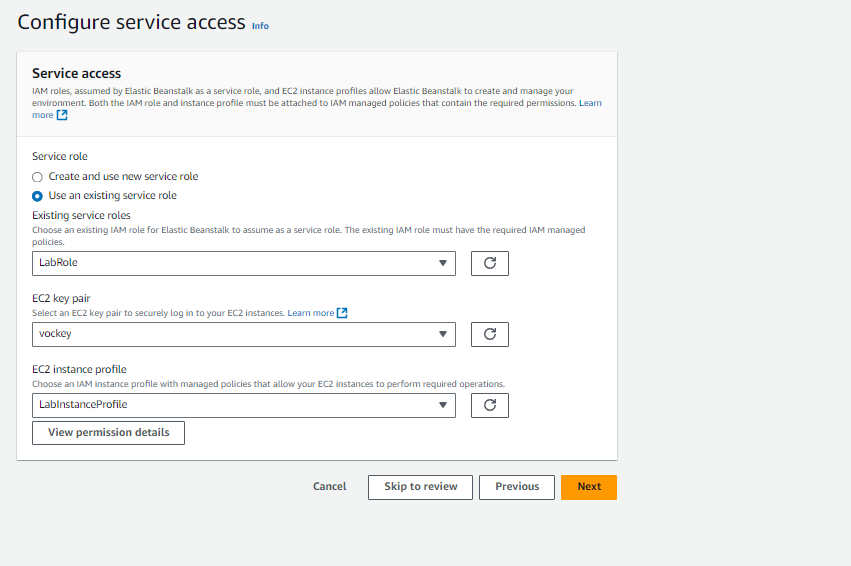 Configure service access Info
Service access
IAM roles, assumed by Elastic Beanstalk as a service role, and EC2 instance profiles allow Elastic Beanstalk to create and manage your
environment. Both the IAM role and instance profile must be attached to IAM managed policies that contain the required permissions. Learn
more
Service role
Create and use new service role
Use an existing service role
Existing service roles
Choose an existing IAM role for Elastic Beanstalk to assume as a service role. The existing IAM role must have the required IAM managed
policies.
LabRole
EC2 key pair
Select an EC2 key pair to securely log in to your EC2 instances. Learn more
vockey
EC2 instance profile
Choose an IAM instance profile with managed policies that allow your EC2 instances to perform required operations.
LabInstanceProfile
View permission details
Cancel Skip to review Previous Next